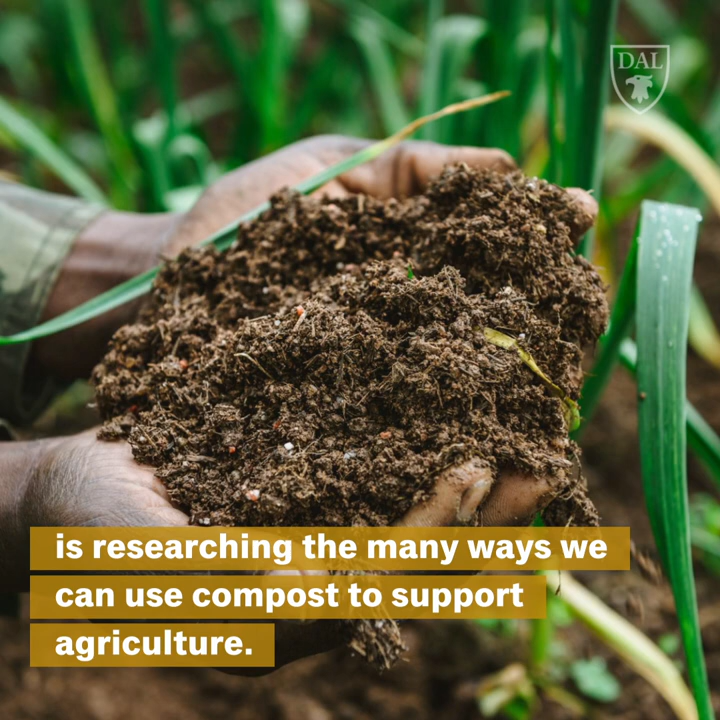 DAL
is researching the many ways we
can use compost to support
agriculture.